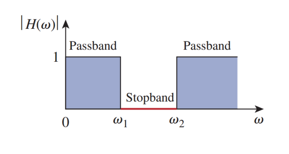 |H(ω)|
Passband Passband
1
Stopband
0 ω₁ ω₂ ω